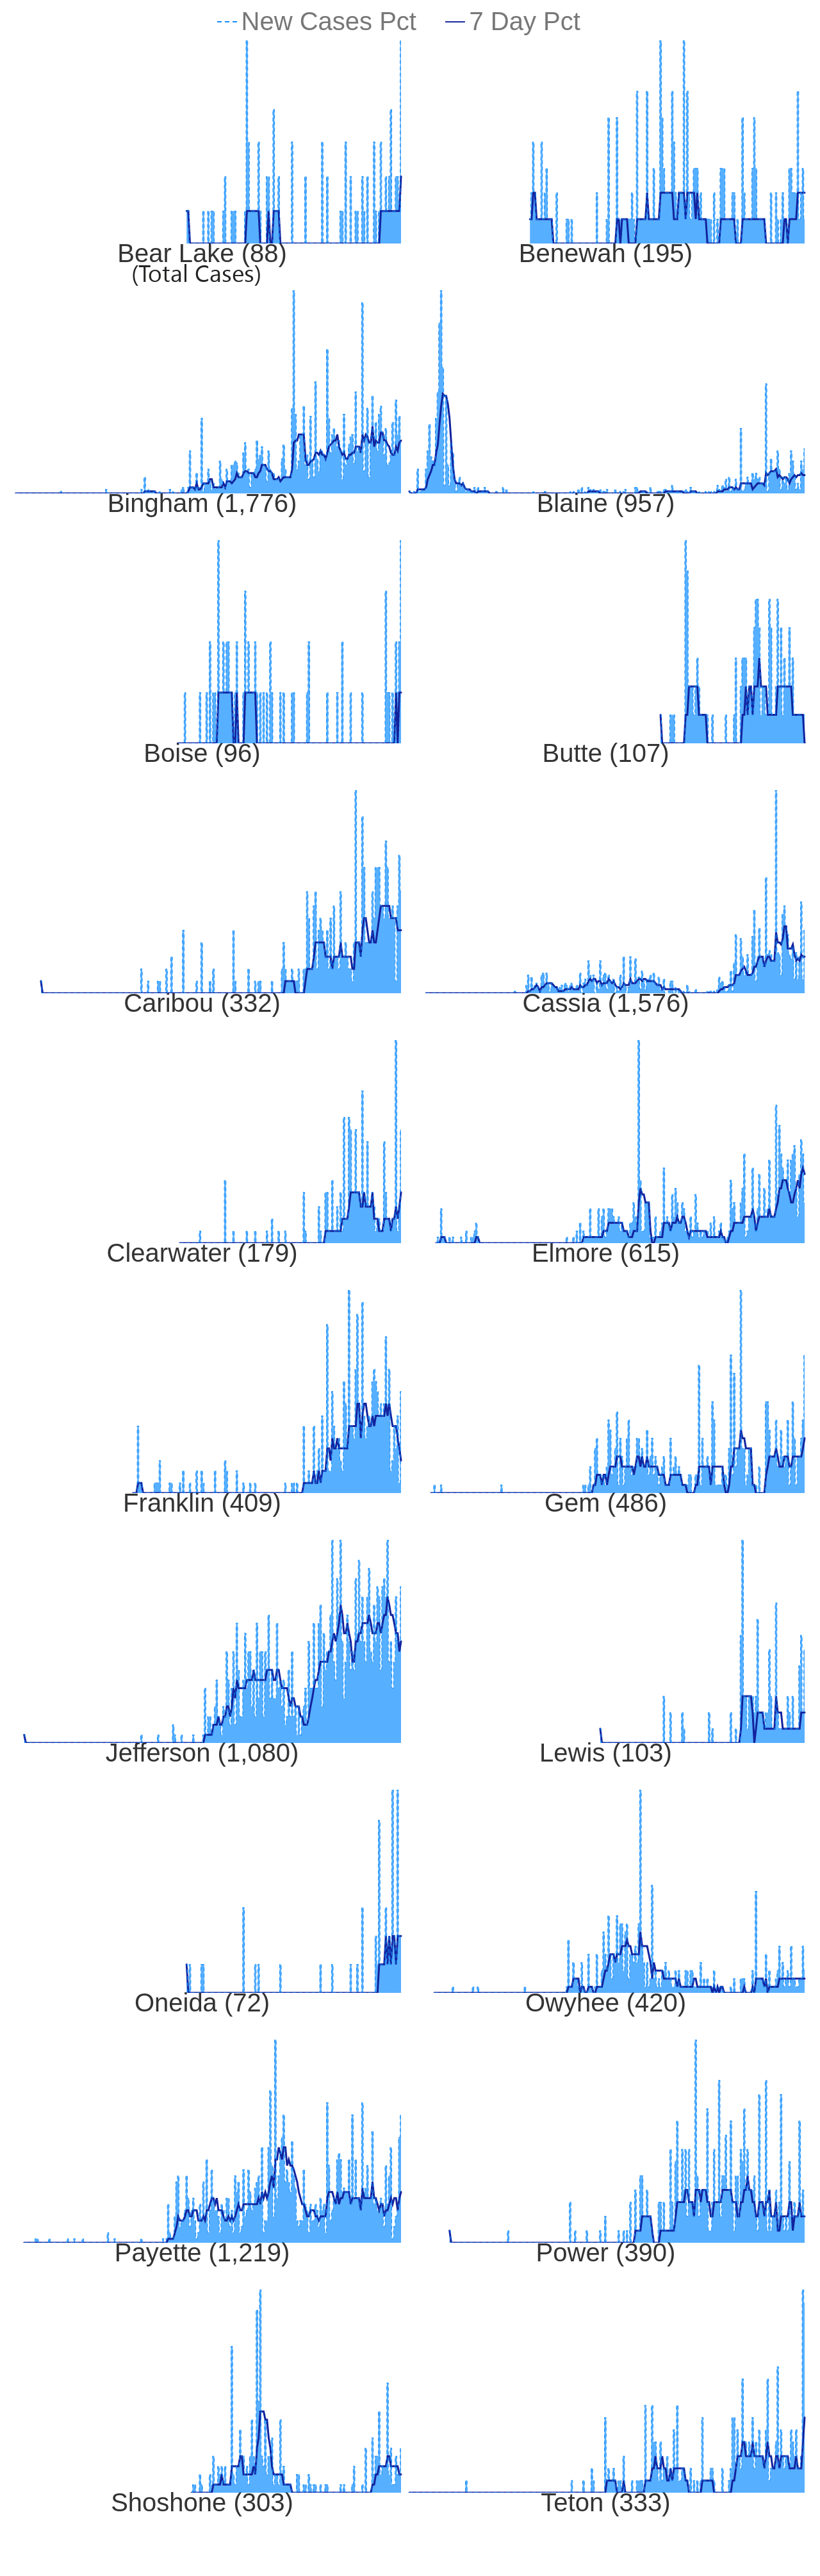 New Cases Pct 7 Day Pct
Bear Lake (88) Benewah (195)
(Total Cases)
Bingham (1,776) Blaine (957)
Boise (96) Butte (107)
Caribou (332) Cassia (1,576)
Clearwater (179) Elmore (615)
Franklin (409) Gem (486)
Jefferson (1,080) Lewis (103)
Oneida (72) Owyhee (420)
Payette (1,219) Power (390)
Shoshone (303) Teton (333)